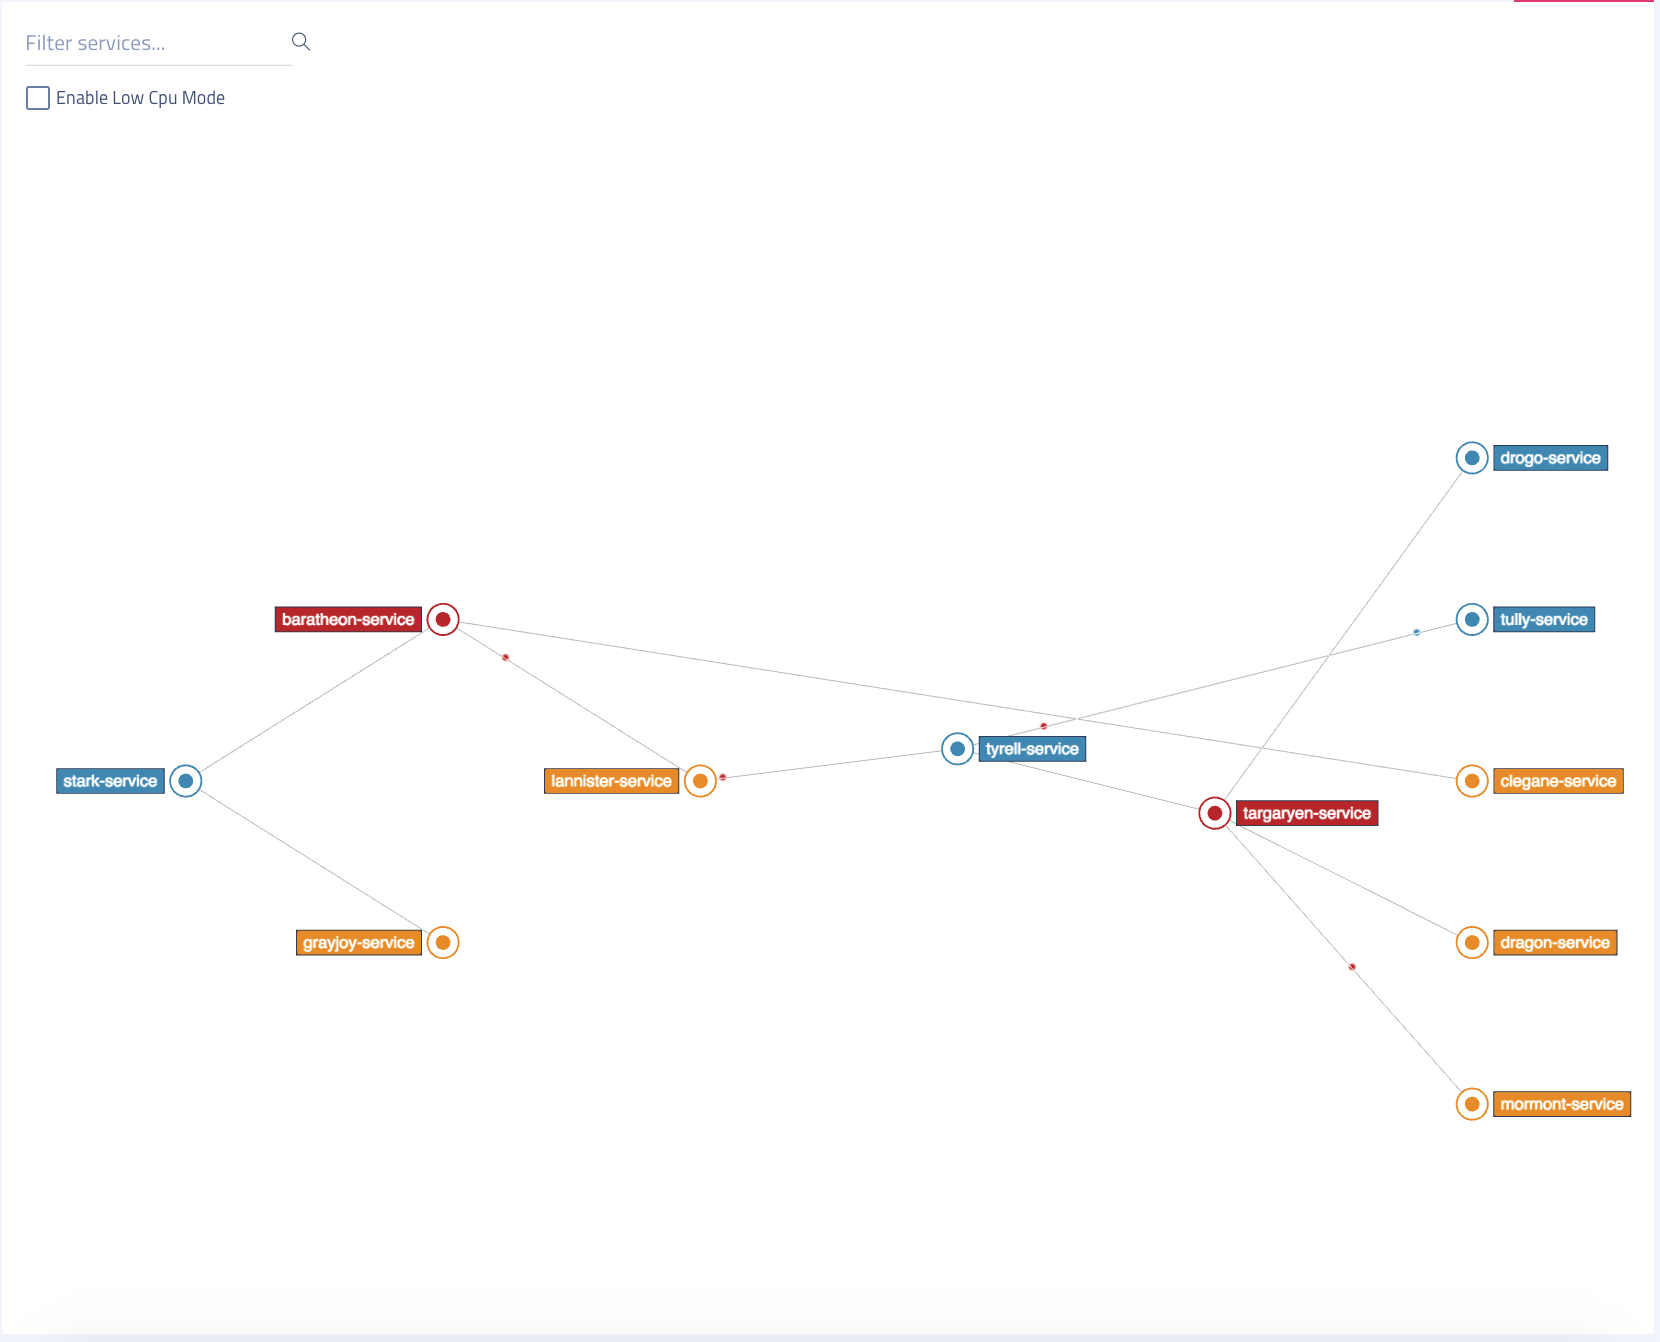 Filter services...
Enable Low Cpu Mode
drogo-service
baratheon-service
tully-service
tyrell-service
stark-service
lannister-service
clegane-service
targaryen-service
grayjoy-service
dragon-service
mormont-service